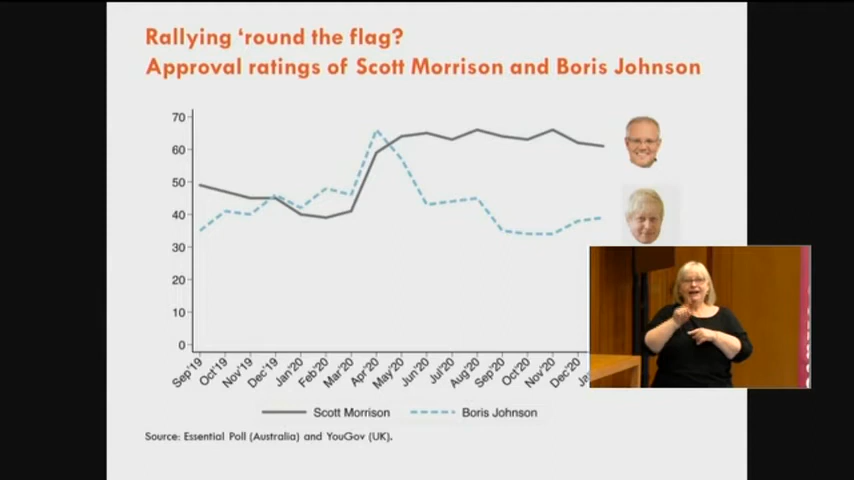 Rallying ‘round the flag?
Approval ratings of Scott Morrison and Boris Johnson
70
60
50
40
30
20
10
0
Sep'19
Oct'19
Nov'19
Dec'19
Jan'20
Feb'20
Mar'20
Apr'20
May'20
Jun'20
Jul'20
Aug'20
Sep'20
Oct'20
Nov'20
Dec'20
Scott Morrison
Boris Johnson
Source: Essential Poll (Australia) and YouGov (UK).